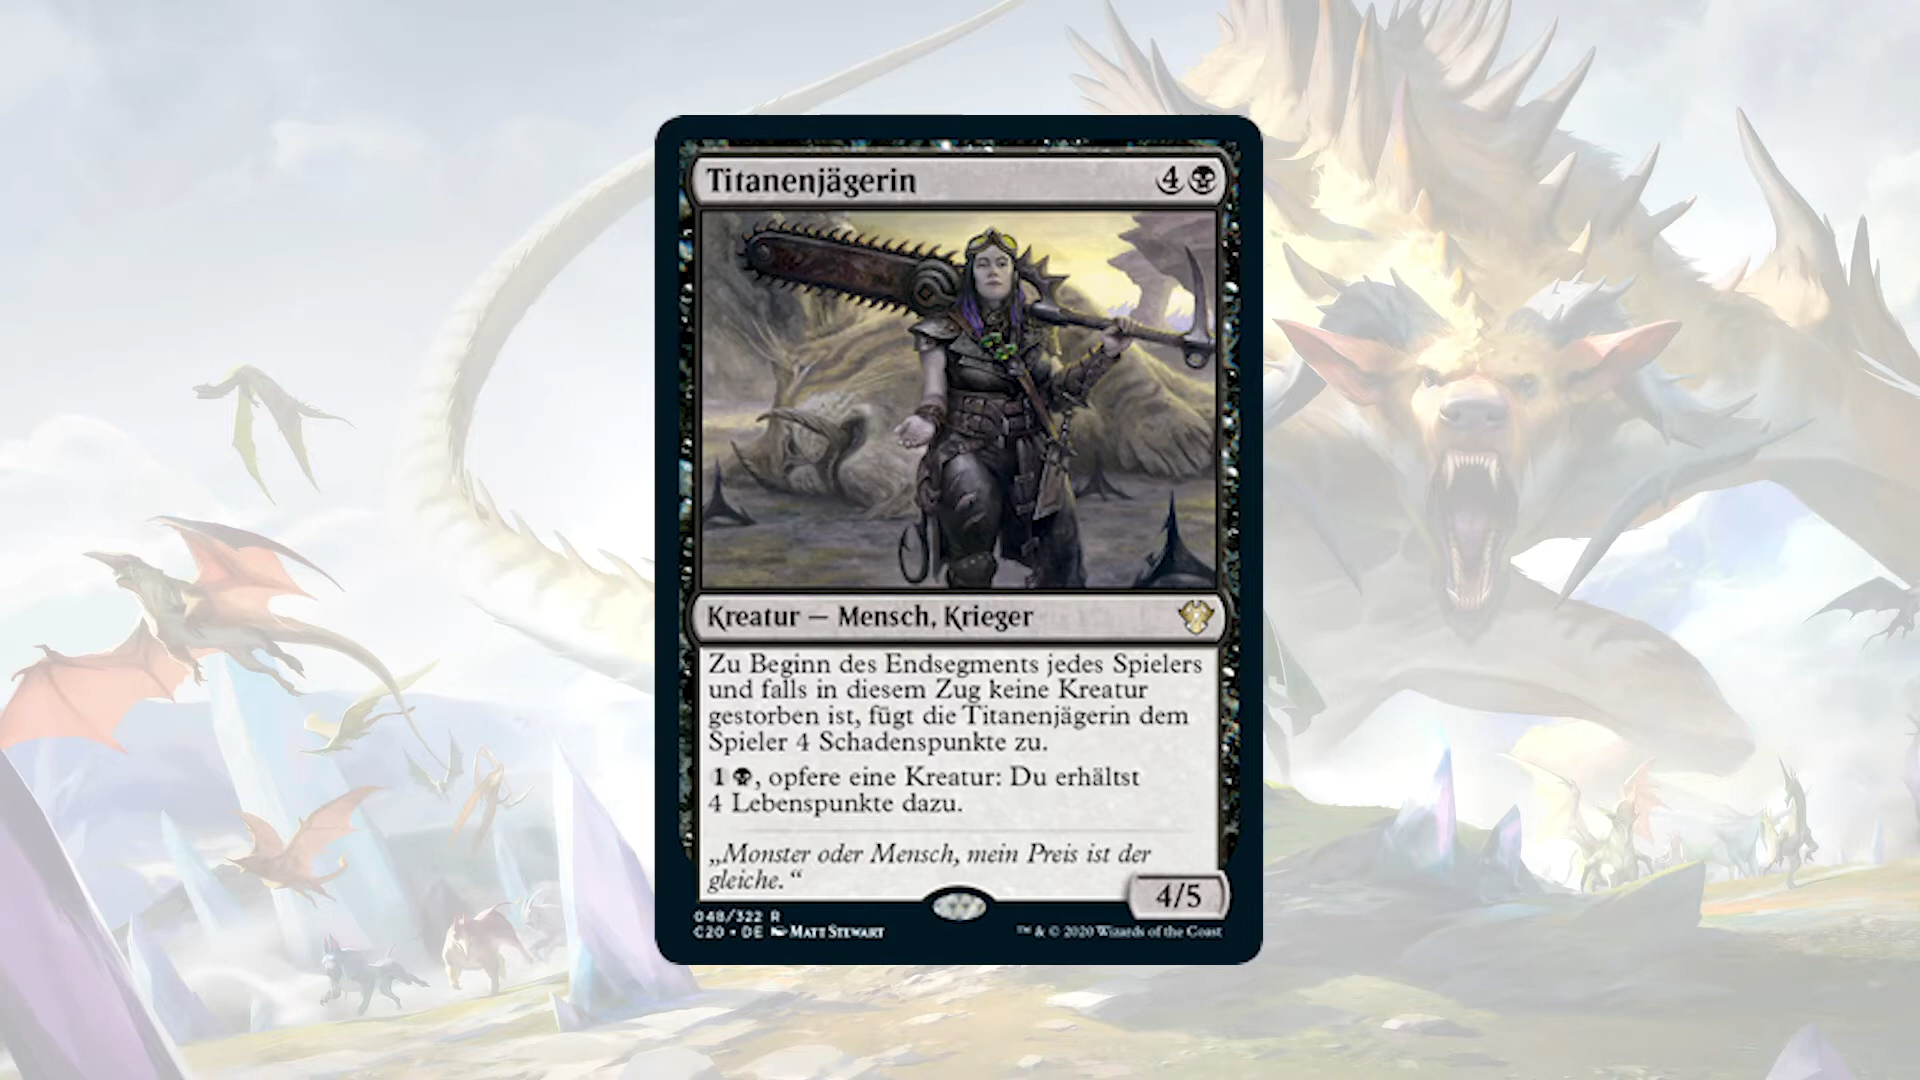 Titanenjägerin 4
Kreatur — Mensch, Krieger
Zu Beginn des Endsegments jedes Spielers
und falls in diesem Zug keine Kreatur
gestorben ist, fügt die Titanenjägerin dem
Spieler 4 Schadenspunkte zu.
1, opfere eine Kreatur: Du erhältst
4 Lebenspunkte dazu.
„Monster oder Mensch, mein Preis ist der
gleiche.“
4/5
048/322 R
C20 • DE Matt Stewart
™ & © 2020 Wizards of the Coast